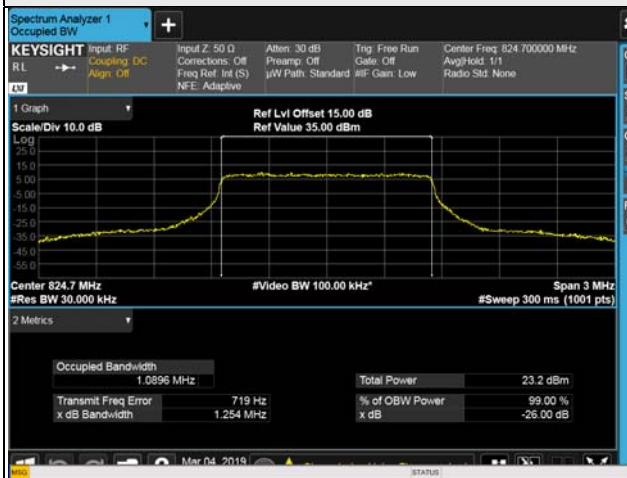 Spectrum Analyzer 1
Occupied BW
KEYSIGHT Input: RF Input Z: 50 Ω Atten: 30 dB Trig: Free Run Center Freq: 824.700000 MHz
RL Coupling: DC Corrections: Off Preamp: Off Gate: Off Avg|Hold: 1/1
Align: Off Freq Ref: Int (S) µW Path: Standard #IF Gain: Low Radio Std: None
LXI NFE: Adaptive
1 Graph
Ref Lvl Offset 15.00 dB
Scale/Div 10.0 dB Ref Value 35.00 dBm
Log
25.0
15.0
5.00
-5.00
-15.0
-25.0
-35.0
-45.0
-55.0
Center 824.7 MHz #Video BW 100.00 kHz* Span 3 MHz
#Res BW 30.000 kHz #Sweep 300 ms (1001 pts)
2 Metrics
Occupied Bandwidth
1.0896 MHz Total Power 23.2 dBm
Transmit Freq Error 719 Hz % of OBW Power 99.00 %
x dB Bandwidth 1.254 MHz x dB -26.00 dB
Mar 04, 2019
MSG STATUS